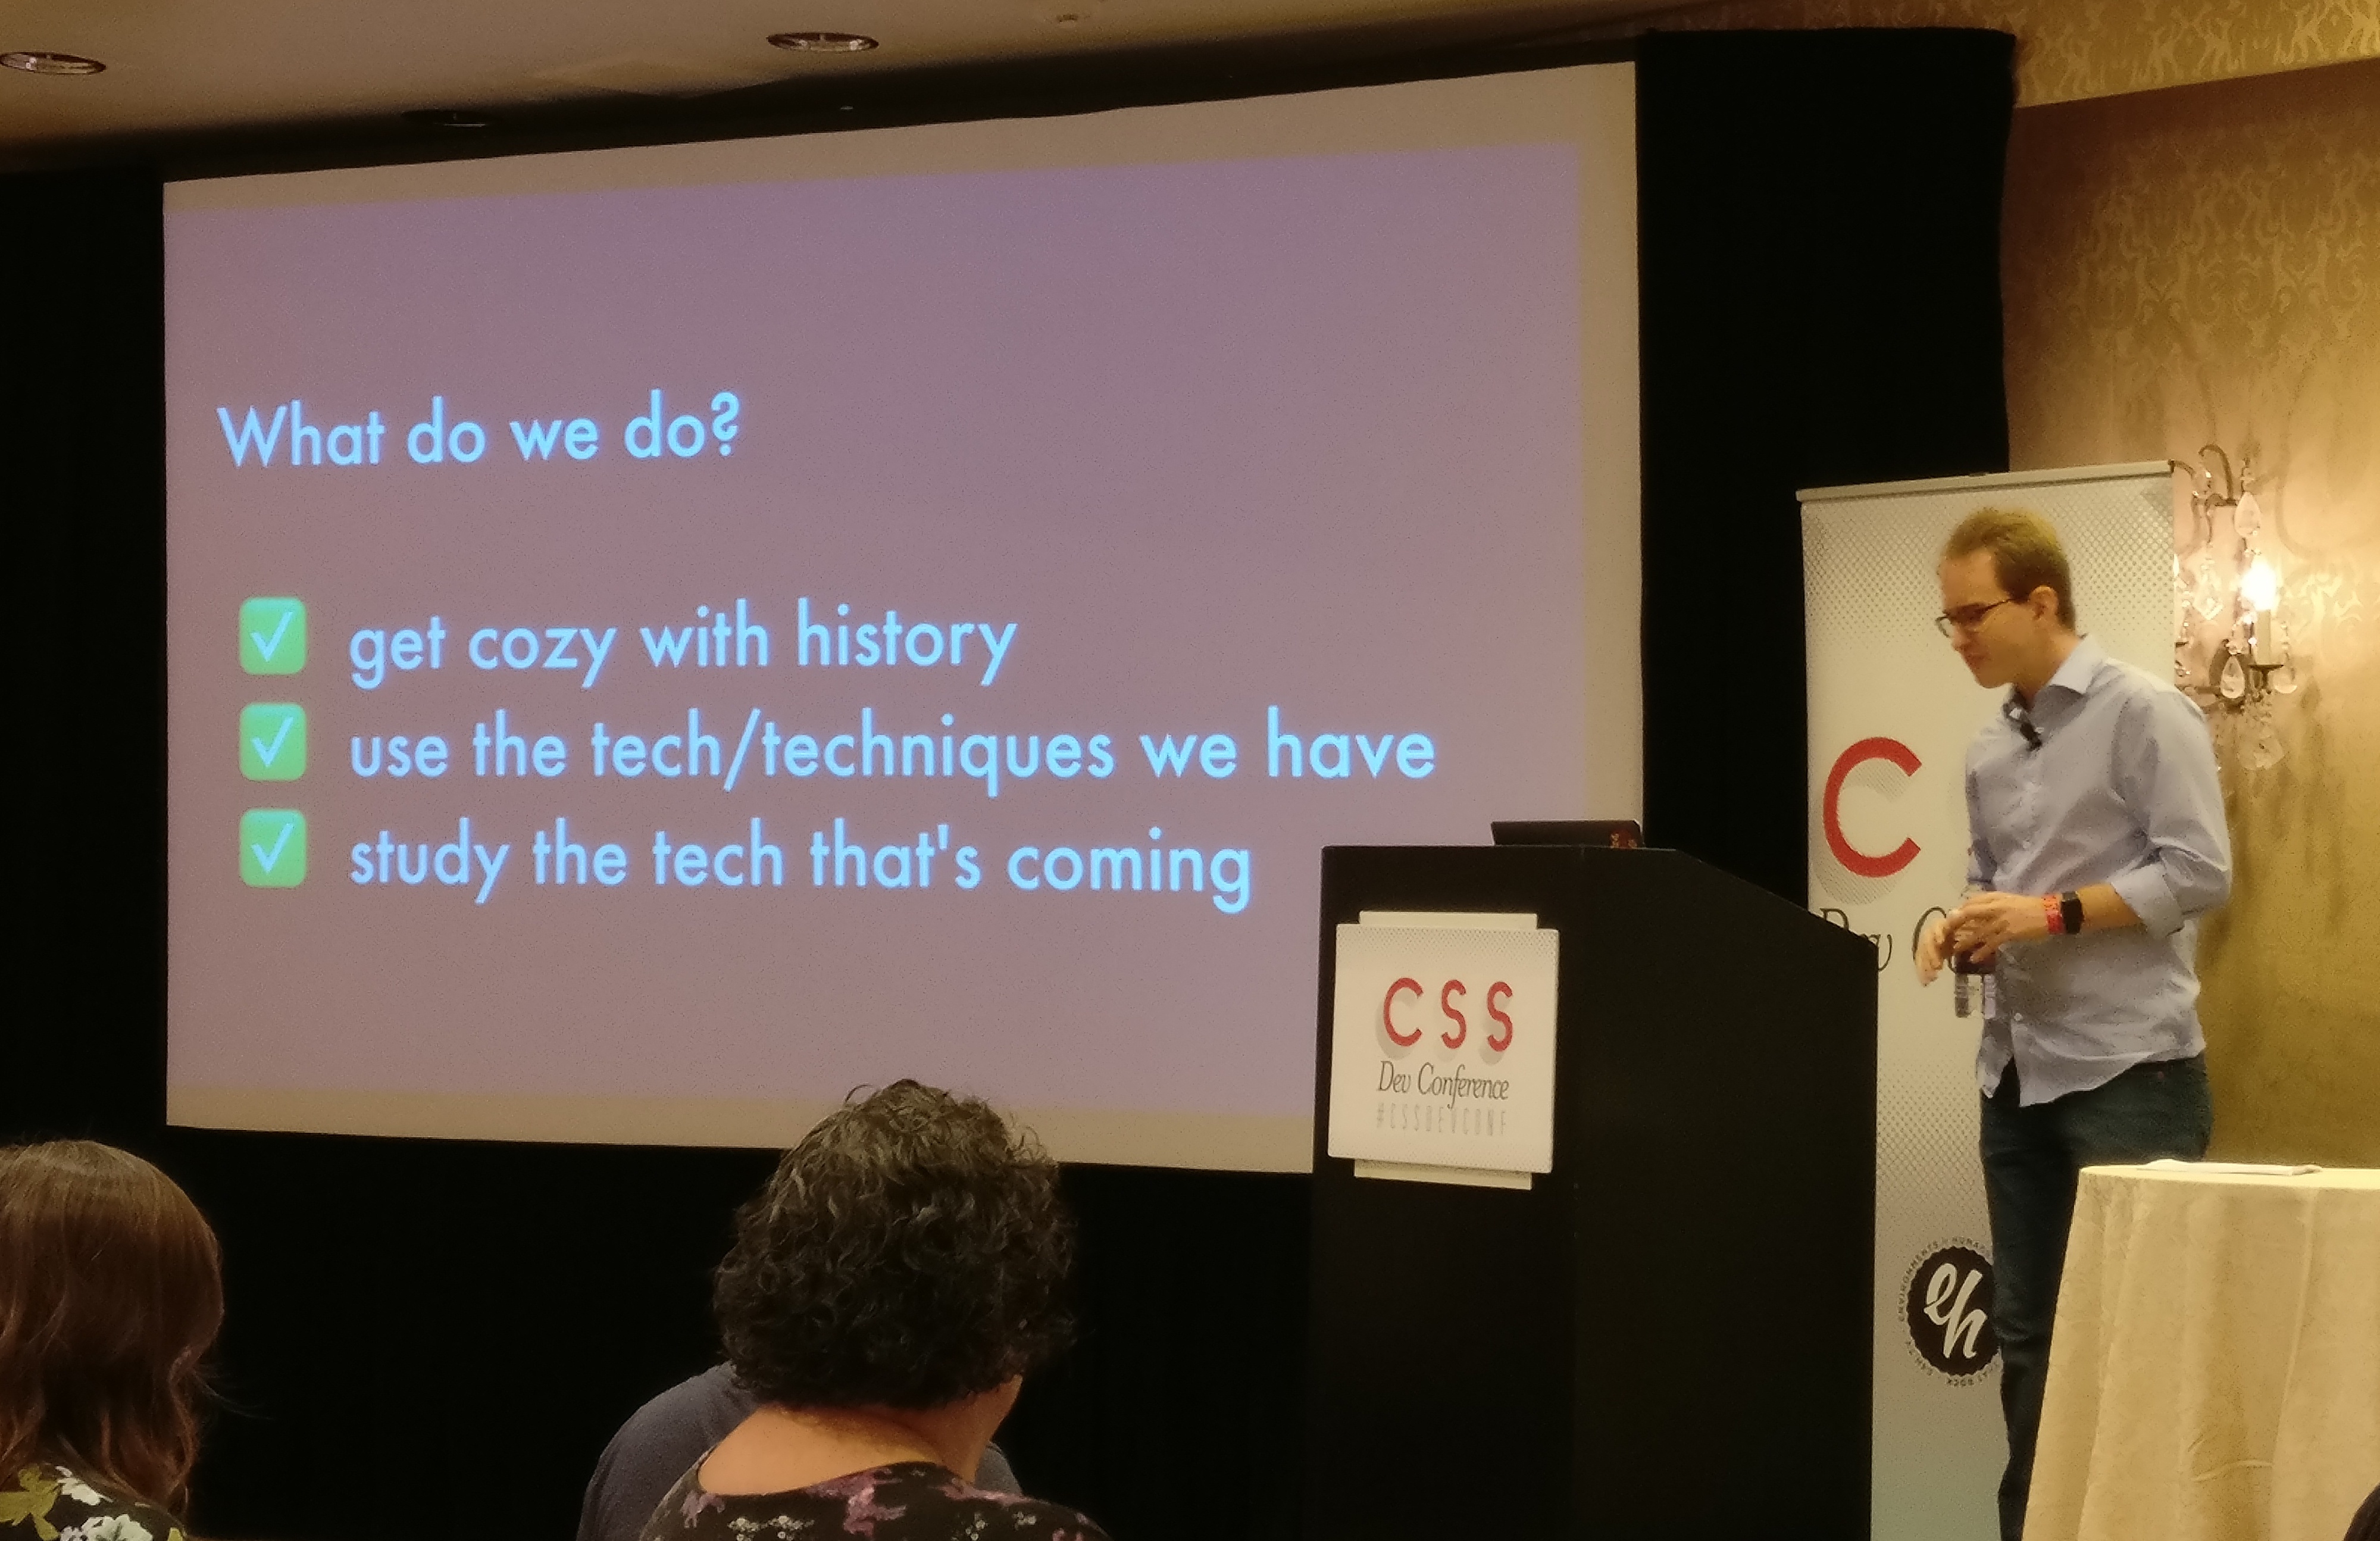 What do we do?
get cozy with history
use the tech/techniques we have
study the tech that's coming
CSS
Dev Conference
#CSSDEVCONF
C
Dev Co
eh